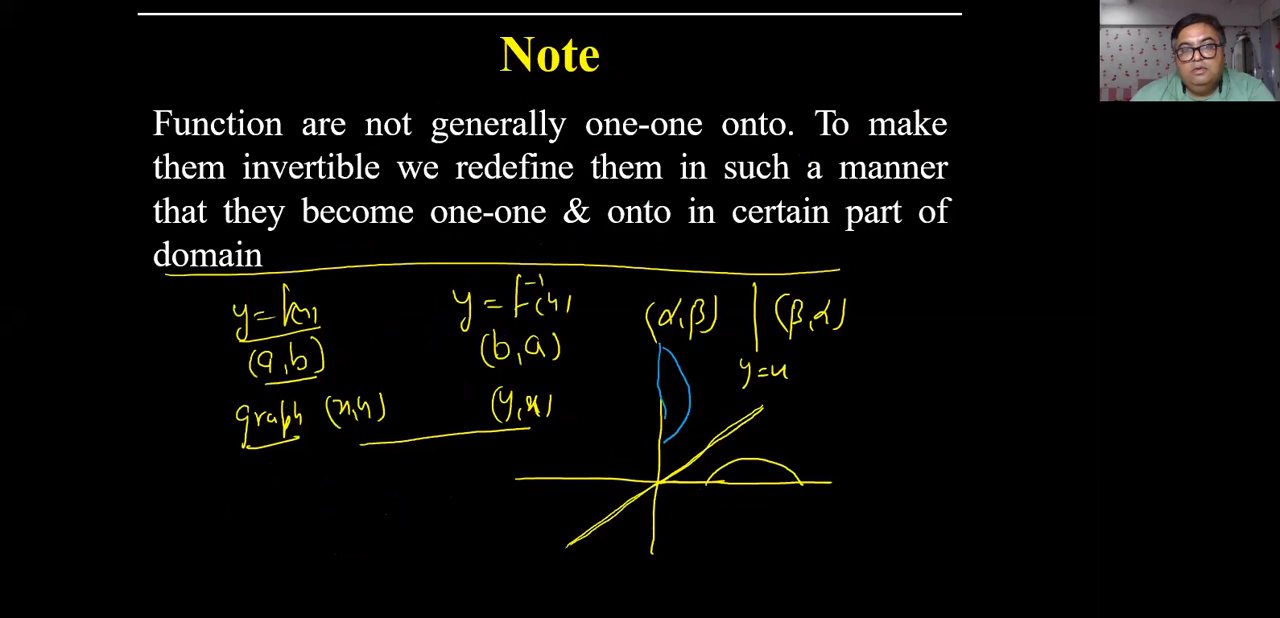 Note
Function are not generally one-one onto. To make
them invertible we redefine them in such a manner
that they become one-one & onto in certain part of
domain
y = f(x) y = f⁻¹(x) (α, β) | (β, α)
(a, b) (b, a) y = x
graph (x, y) (y, x)